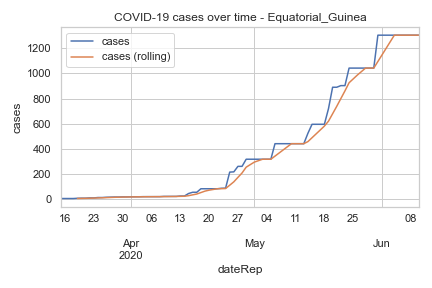 COVID-19 cases over time - Equatorial_Guinea
cases
cases (rolling)
cases
1200
1000
800
600
400
200
0
16 23 30 06 13 20 27 04 11 18 25 08
Apr May Jun
2020
dateRep